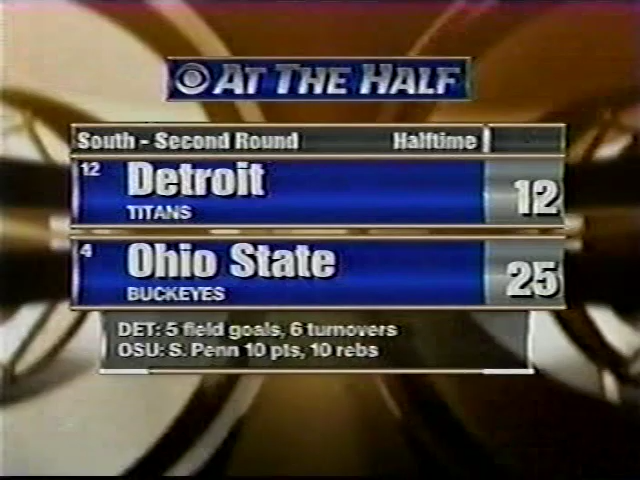 AT THE HALF
South - Second Round Halftime
12 Detroit 12
TITANS
4 Ohio State 25
BUCKEYES
DET: 5 field goals, 6 turnovers
OSU: S. Penn 10 pts, 10 rebs